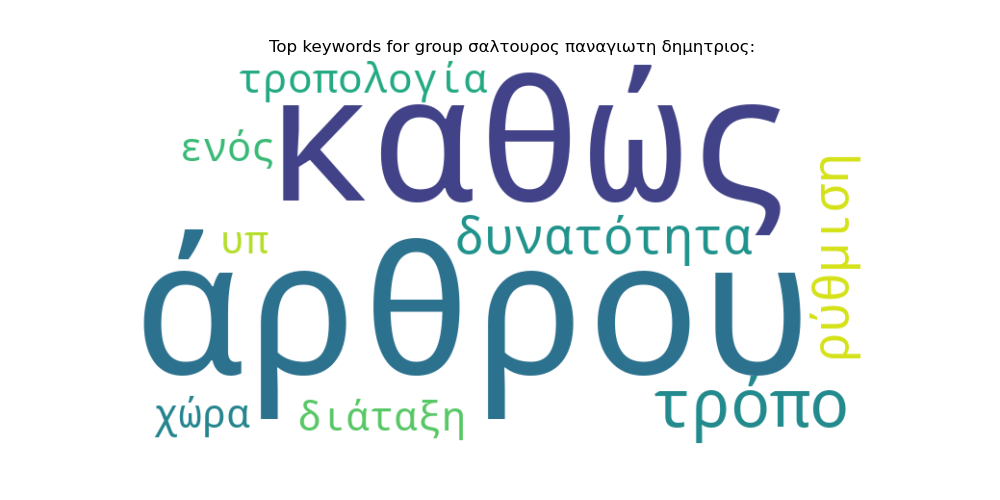 Top keywords for group σαλτουρος παναγιωτη δημητριος:
τροπολογία
καθώς
ενός
ρύθμιση
υπ
δυνατότητα
άρθρου
τρόπο
χώρα
διάταξη